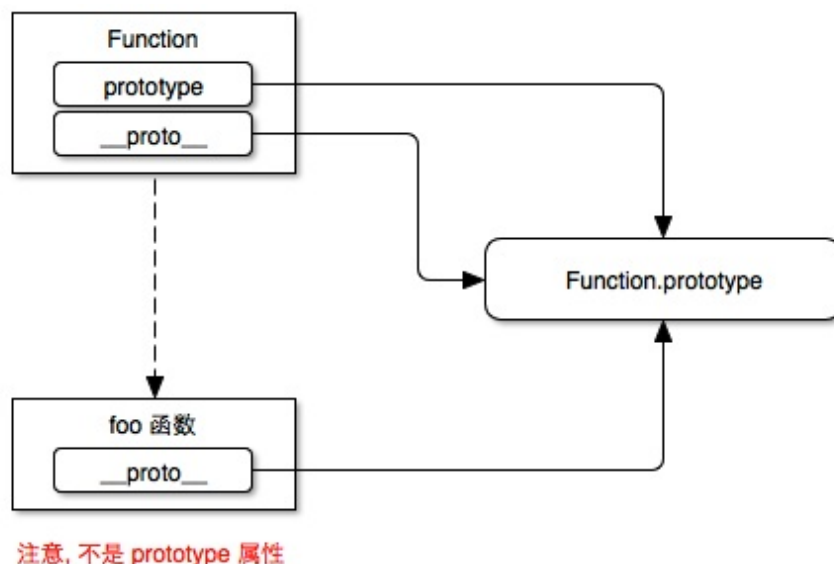 Function
prototype
__proto__
Function.prototype
foo 函数
__proto__
注意, 不是 prototype 属性